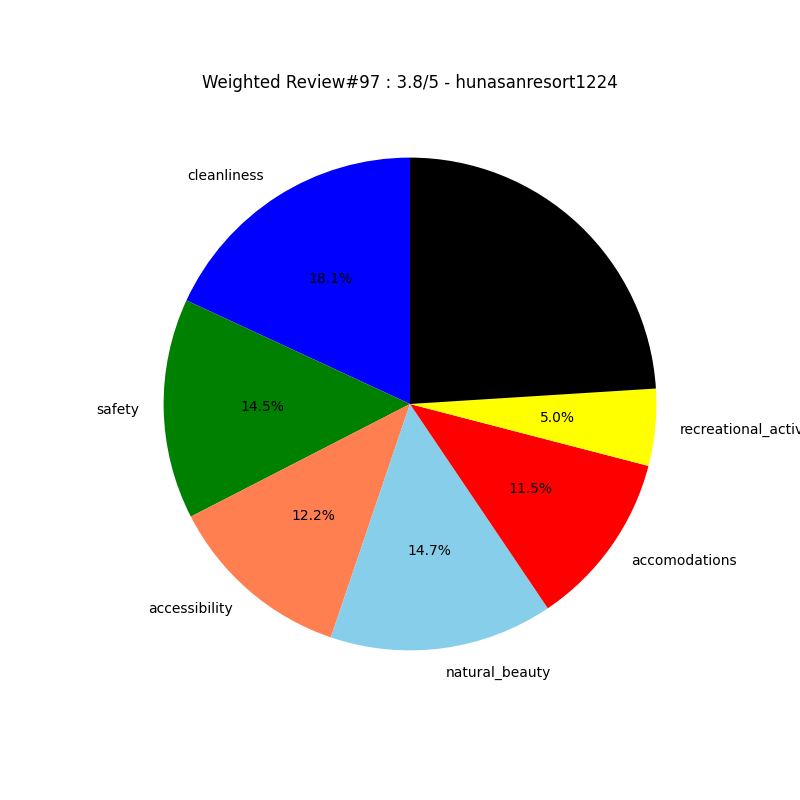 Weighted Review#97 : 3.8/5 - hunasanresort1224
cleanliness
18.1%
safety
14.5%
5.0%
recreational_activ
11.5%
12.2%
14.7%
accomodations
accessibility
natural_beauty